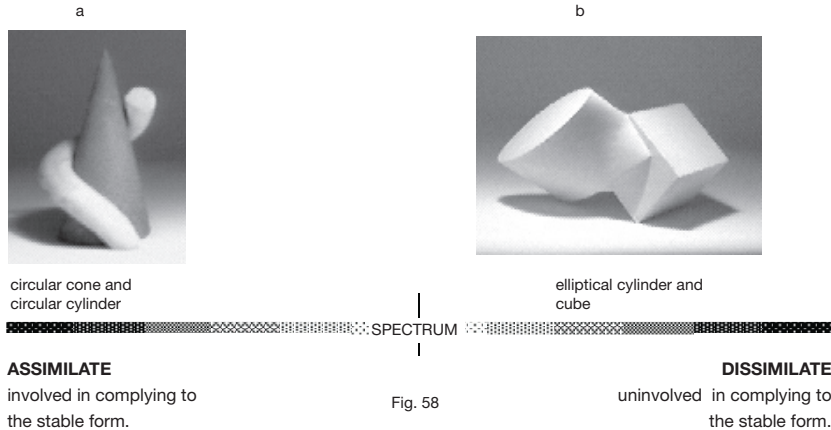 a
b
circular cone and
circular cylinder
elliptical cylinder and
cube
SPECTRUM
ASSIMILATE
involved in complying to
the stable form.
Fig. 58
DISSIMILATE
uninvolved in complying to
the stable form.